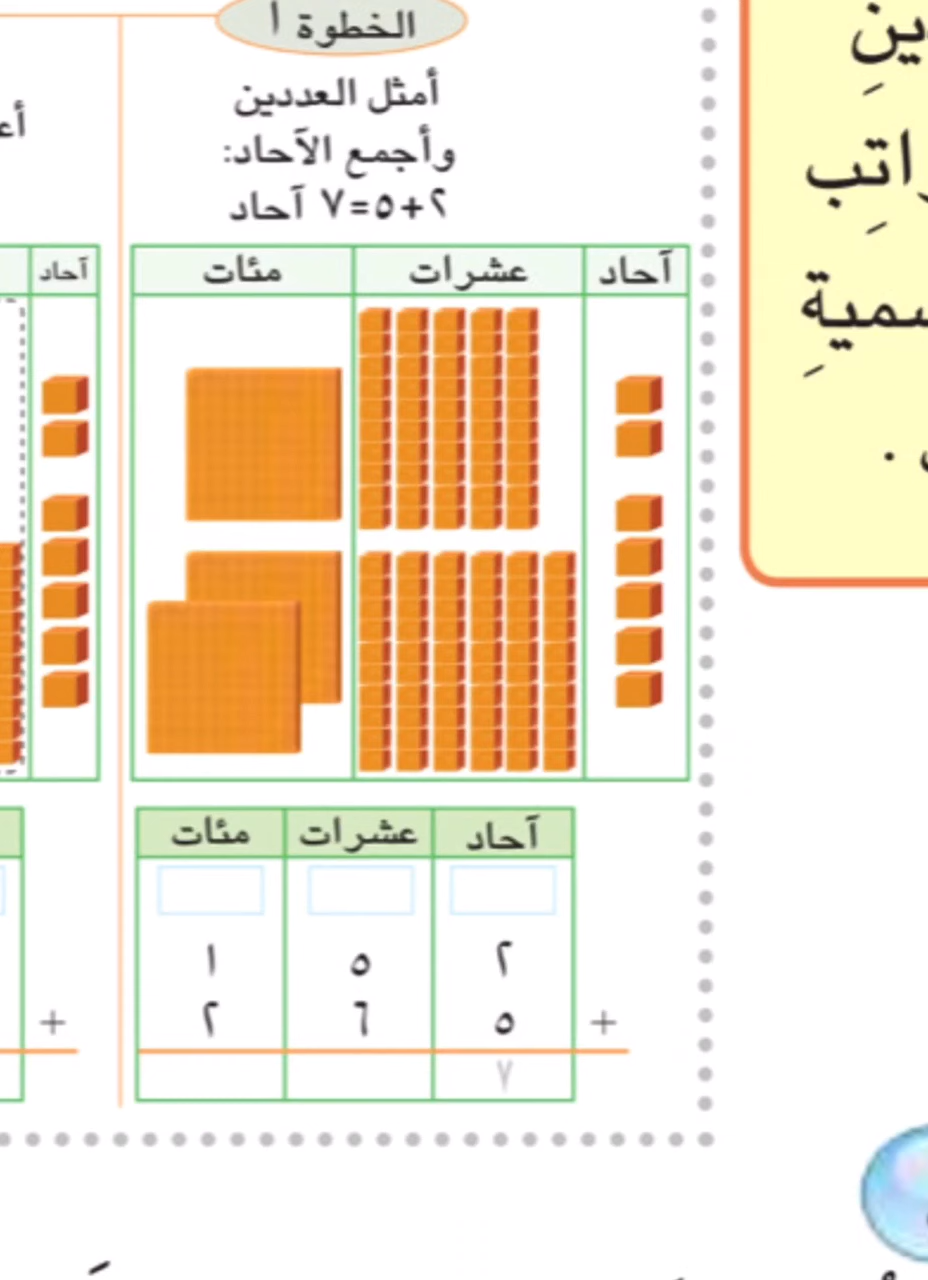 الخطوة ١
أمثل العددين
وأجمع الآحاد:
٢+٥=٧ آحاد
آحاد عشرات مئات
آحاد عشرات مئات
٢ ٥ ١
+ ٥ ٦ ٢
٧
آحاد
+